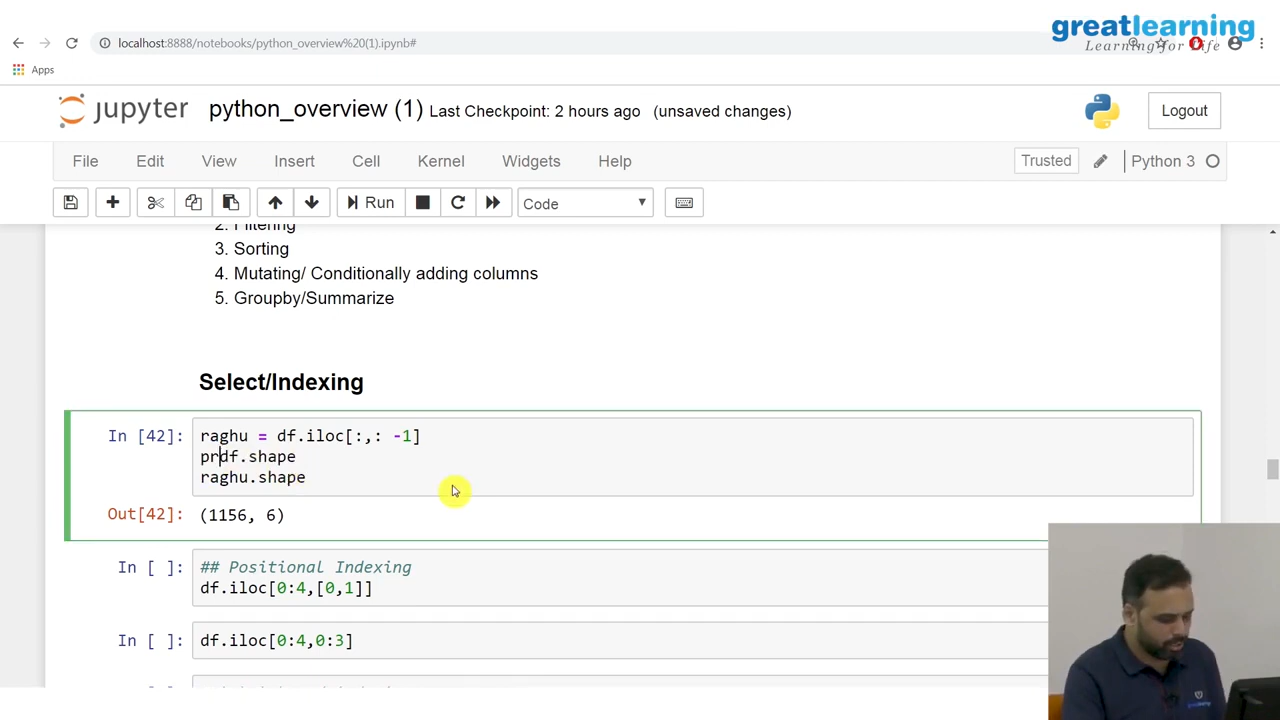 greatlearning
Learning for Life
localhost:8888/notebooks/python_overview%20(1).ipynb#
Apps
jupyter python_overview (1) Last Checkpoint: 2 hours ago (unsaved changes)
Logout
File Edit View Insert Cell Kernel Widgets Help
Trusted Python 3
Run Code
2. Filtering
3. Sorting
4. Mutating/ Conditionally adding columns
5. Groupby/Summarize
Select/Indexing
In [42]: raghu = df.iloc[:,: -1]
prdf.shape
raghu.shape
Out[42]: (1156, 6)
In [ ]: ## Positional Indexing
df.iloc[0:4,[0,1]]
In [ ]: df.iloc[0:4,0:3]